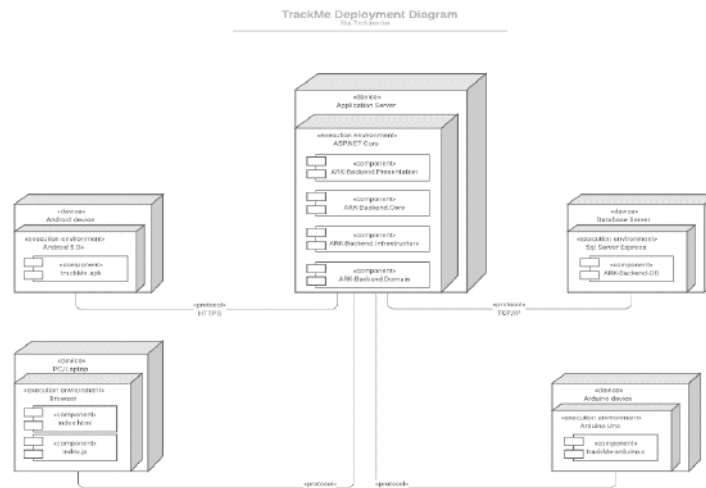 TrackMe Deployment Diagram
«device»
Application Server
«execution environment»
ASP.NET Core
«component»
ARK-Backend.Presentation
«component»
ARK-Backend.Core
«component»
ARK-Backend.Infrastructure
«component»
ARK-Backend.Domain
«device»
Android device
«execution environment»
Android 5.0+
«component»
trackMe.apk
«device»
Database Server
«execution environment»
Sql Server Express
«component»
ARK-Backend-DB
«protocol»
HTTPS
«protocol»
TCP/IP
«device»
PC/Laptop
«execution environment»
Browser
«component»
index.html
«component»
index.js
«device»
Arduino device
«execution environment»
Arduino Uno
«component»
«protocol»
«protocol»